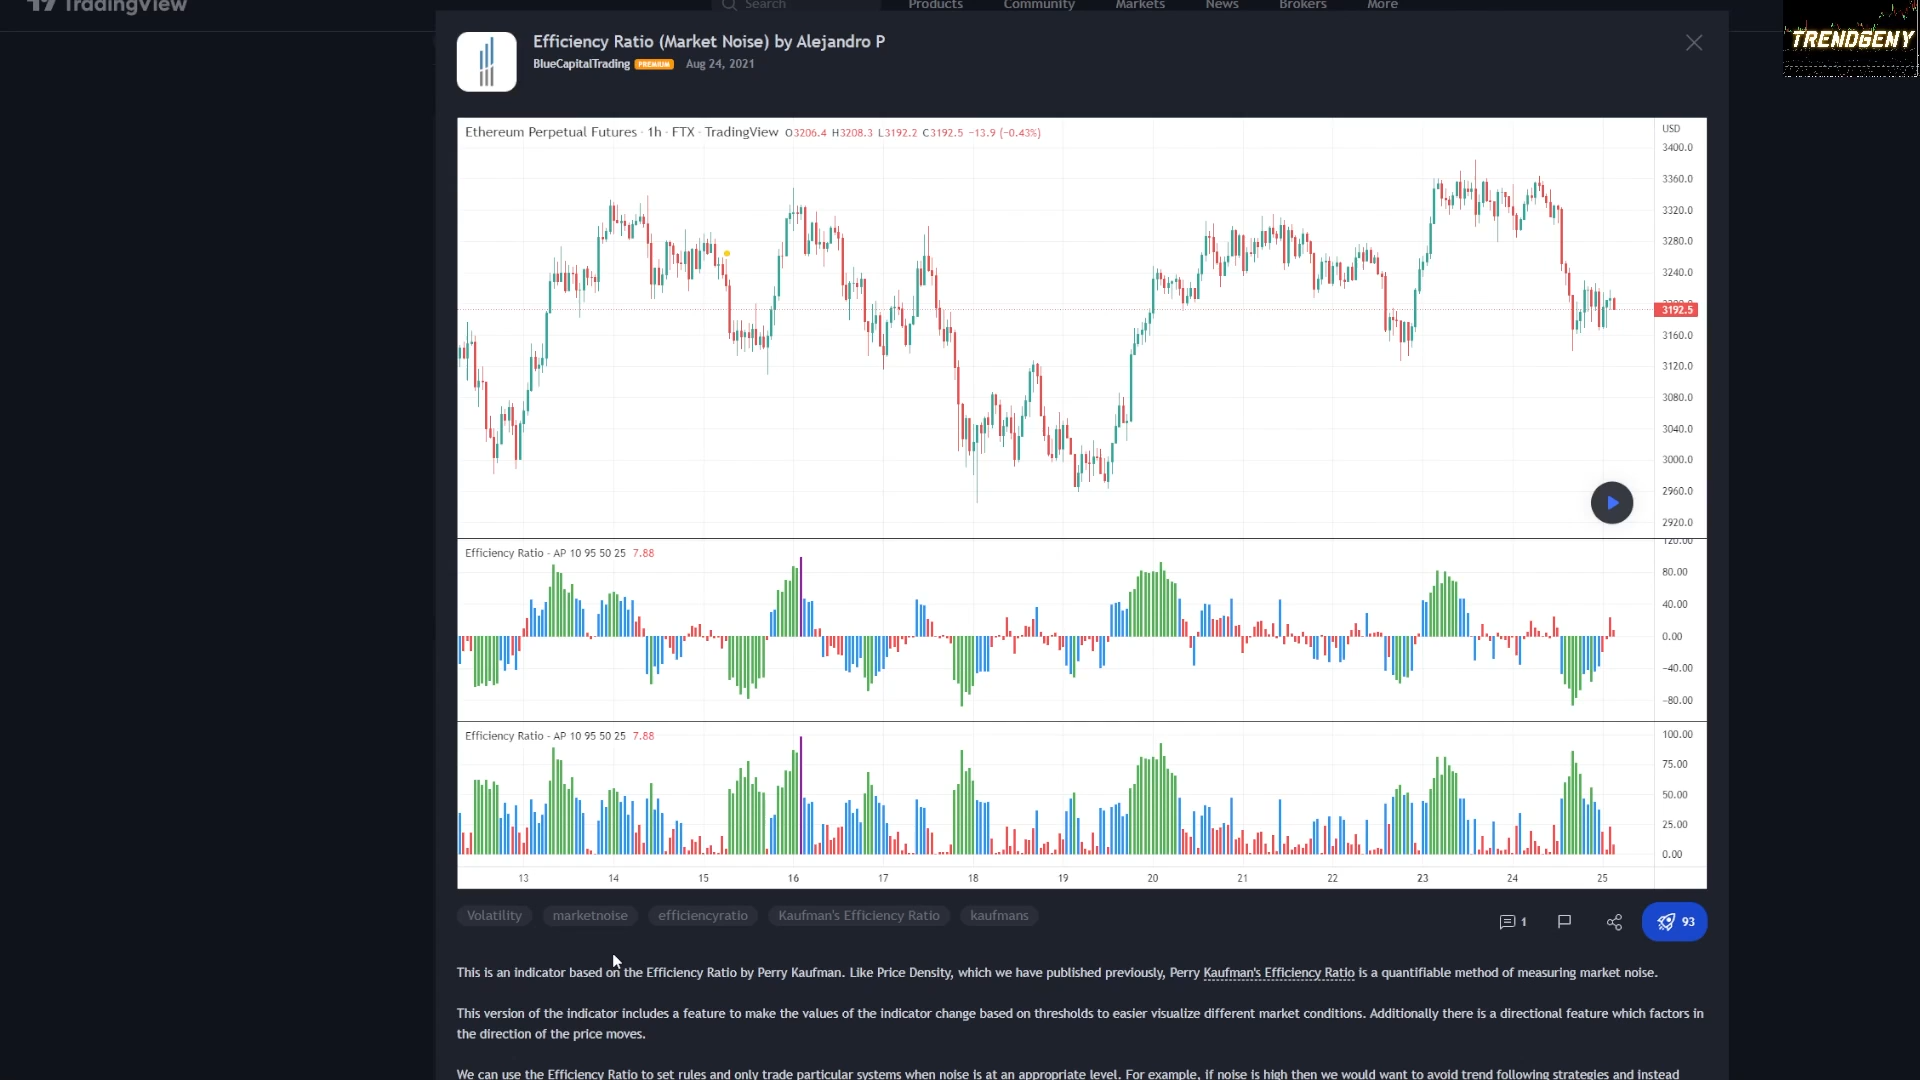 TradingView
Search
Products
Community
Markets
News
Brokers
More
TRENDGENY
Efficiency Ratio (Market Noise) by Alejandro P
BlueCapitalTrading PREMIUM Aug 24, 2021
Ethereum Perpetual Futures · 1h · FTX · TradingView O3206.4 H3208.3 L3192.2 C3192.5 −13.9 (−0.43%)
USD
3400.0
3360.0
3320.0
3280.0
3240.0
3200.0
3192.5
3160.0
3120.0
3080.0
3040.0
3000.0
2960.0
2920.0
Efficiency Ratio - AP 10 95 50 25 7.88
120.00
80.00
40.00
0.00
−40.00
−80.00
Efficiency Ratio - AP 10 95 50 25 7.88
100.00
75.00
50.00
25.00
0.00
13 14 15 16 17 18 19 20 21 22 23 24 25
Volatility marketnoise efficiencyratio Kaufman's Efficiency Ratio kaufmans
1
93
This is an indicator based on the Efficiency Ratio by Perry Kaufman. Like Price Density, which we have published previously, Perry Kaufman's Efficiency Ratio is a quantifiable method of measuring market noise.
This version of the indicator includes a feature to make the values of the indicator change based on thresholds to easier visualize different market conditions. Additionally there is a directional feature which factors in
the direction of the price moves.
We can use the Efficiency Ratio to set rules and only trade particular systems when noise is at an appropriate level. For example, if noise is high then we would want to avoid trend following strategies and instead